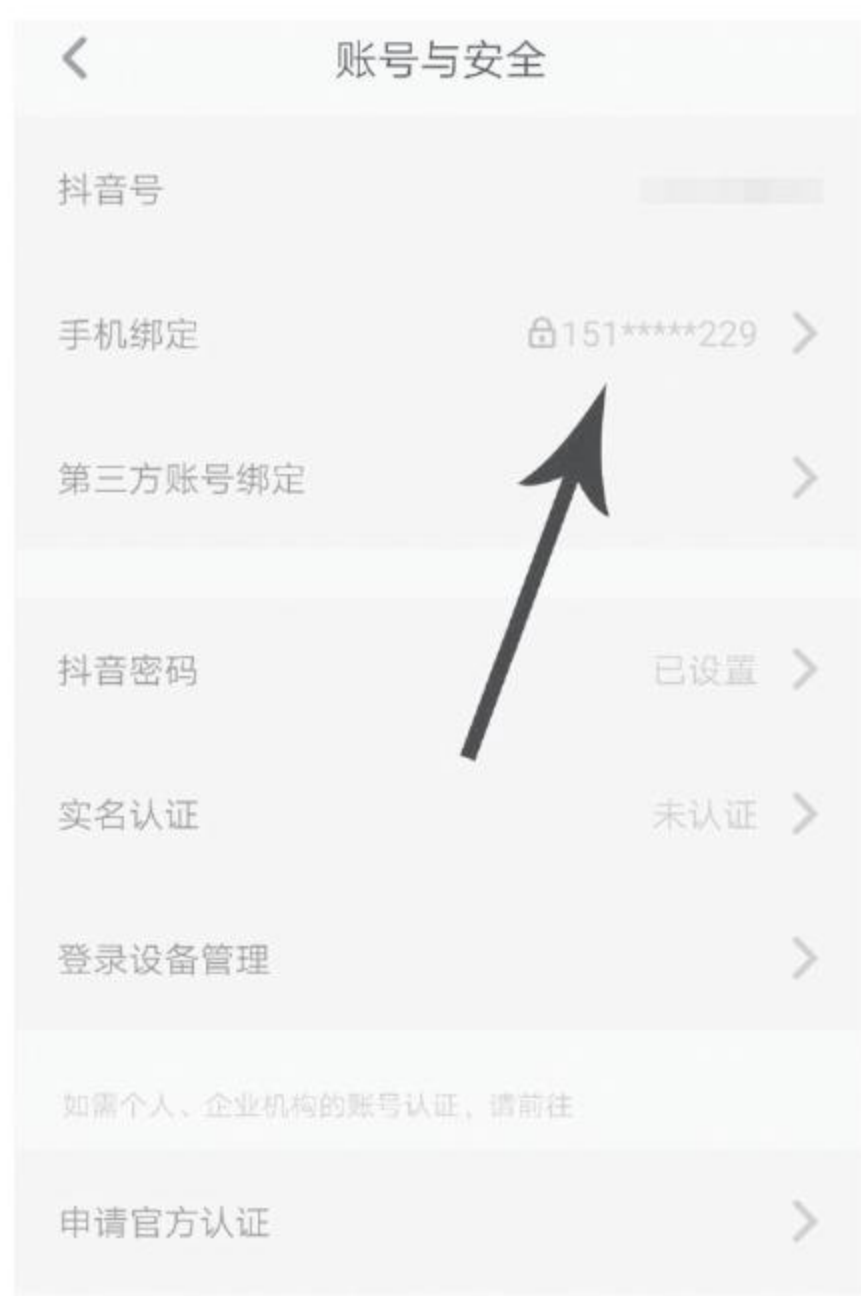 账号与安全
抖音号
手机绑定 151*****229
第三方账号绑定
抖音密码 已设置
实名认证 未认证
登录设备管理
如需个人、企业机构的账号认证，请前往
申请官方认证